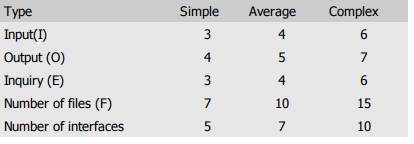 Type Simple Average Complex
Input(I) 3 4 6
Output (O) 4 5 7
Inquiry (E) 3 4 6
Number of files (F) 7 10 15
Number of interfaces 5 7 10